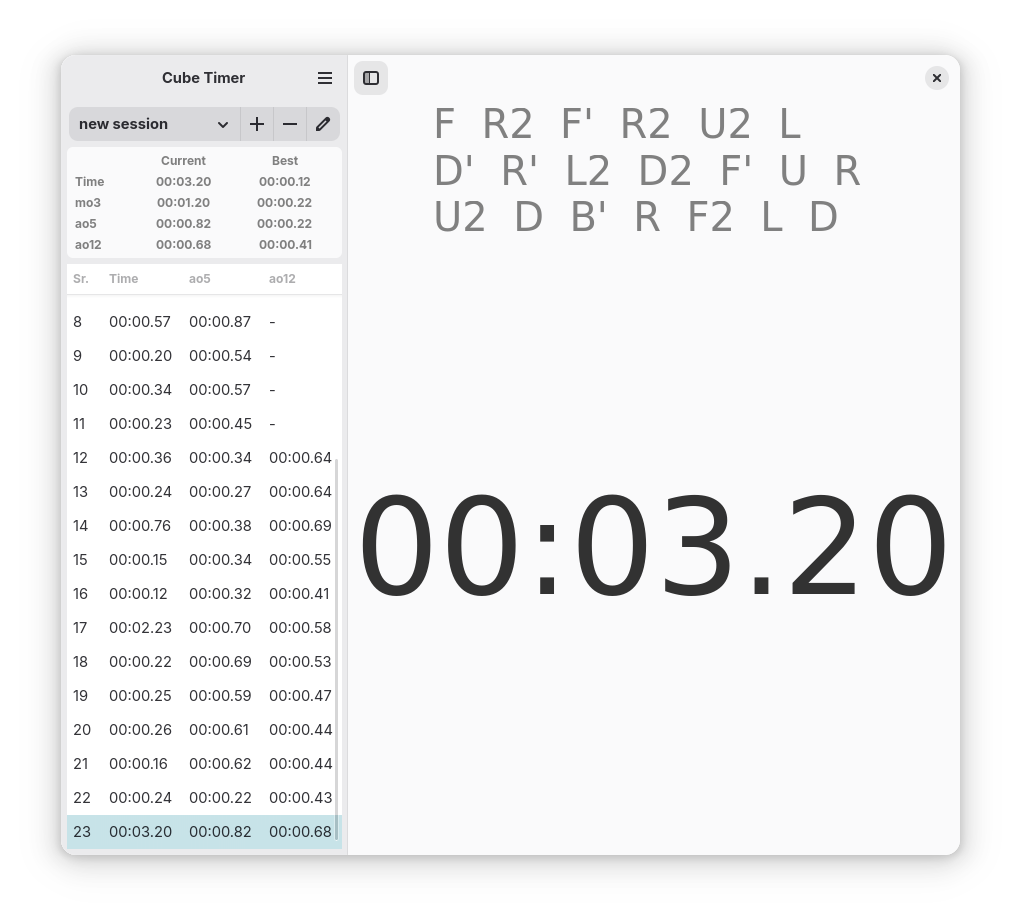 Cube Timer
new session
Current Best
Time 00:03.20 00:00.12
mo3 00:01.20 00:00.22
ao5 00:00.82 00:00.22
ao12 00:00.68 00:00.41
Sr. Time ao5 ao12
8 00:00.57 00:00.87 -
9 00:00.20 00:00.54 -
10 00:00.34 00:00.57 -
11 00:00.23 00:00.45 -
12 00:00.36 00:00.34 00:00.64
13 00:00.24 00:00.27 00:00.64
14 00:00.76 00:00.38 00:00.69
15 00:00.15 00:00.34 00:00.55
16 00:00.12 00:00.32 00:00.41
17 00:02.23 00:00.70 00:00.58
18 00:00.22 00:00.69 00:00.53
19 00:00.25 00:00.59 00:00.47
20 00:00.26 00:00.61 00:00.44
21 00:00.16 00:00.62 00:00.44
22 00:00.24 00:00.22 00:00.43
23 00:03.20 00:00.82 00:00.68
F R2 F' R2 U2 L
D' R' L2 D2 F' U R
U2 D B' R F2 L D
00:03.20